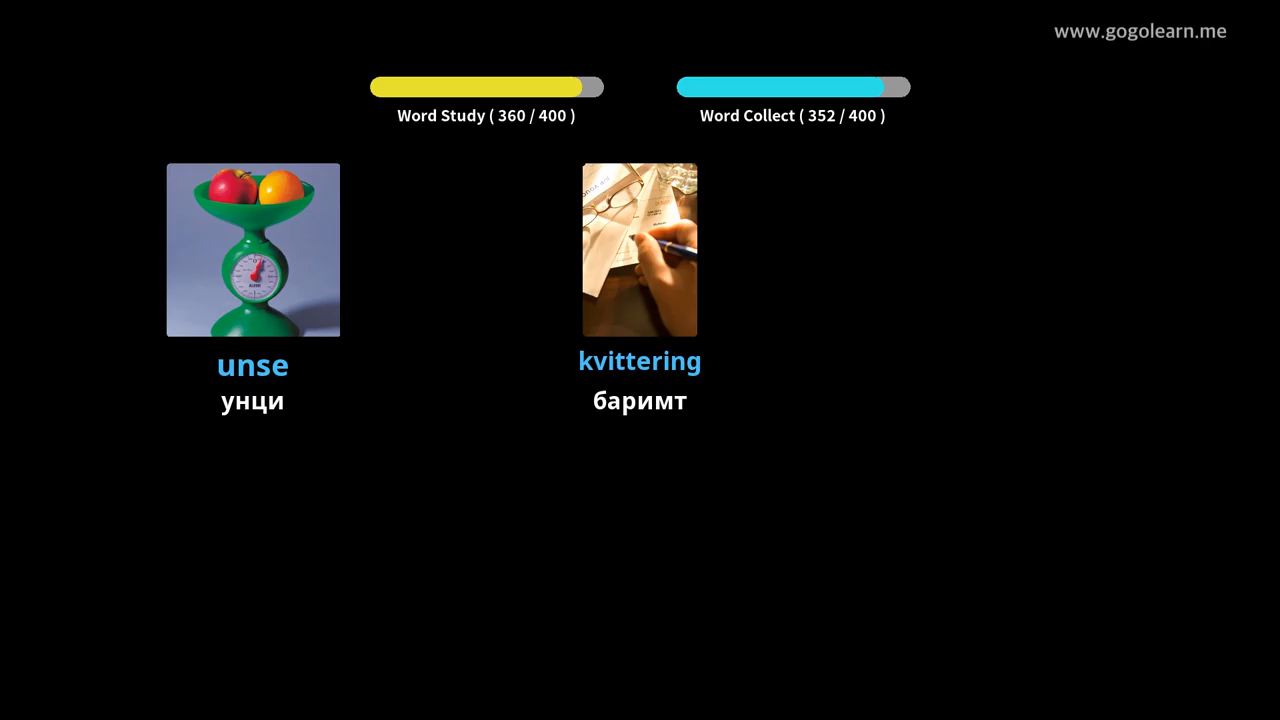 www.gogolearn.me
Word Study ( 360 / 400 )
Word Collect ( 352 / 400 )
unse
kvittering
унци
баримт